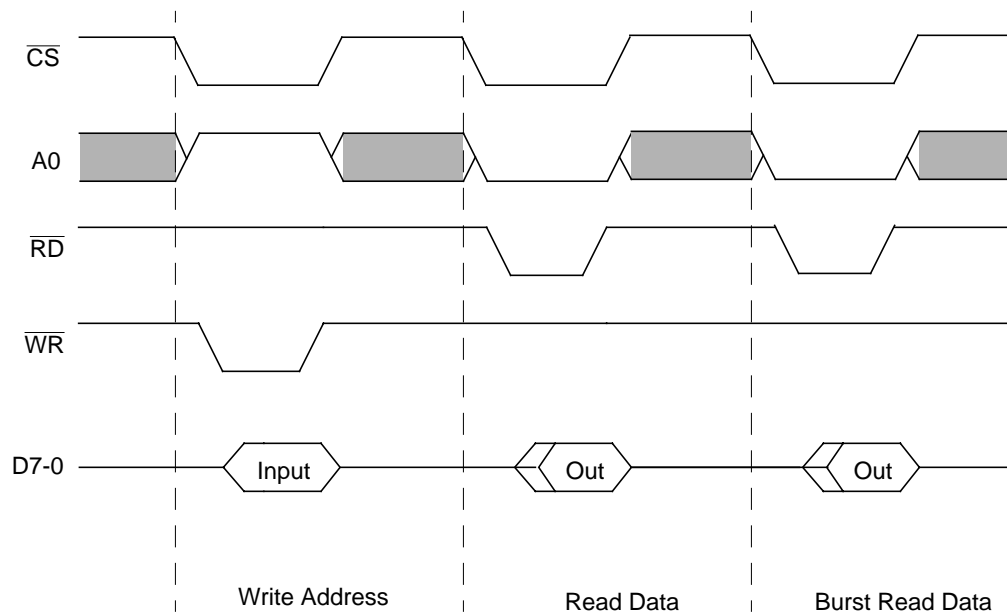 CS
A0
RD
WR
D7-0
Input
Out
Out
Write Address
Read Data
Burst Read Data